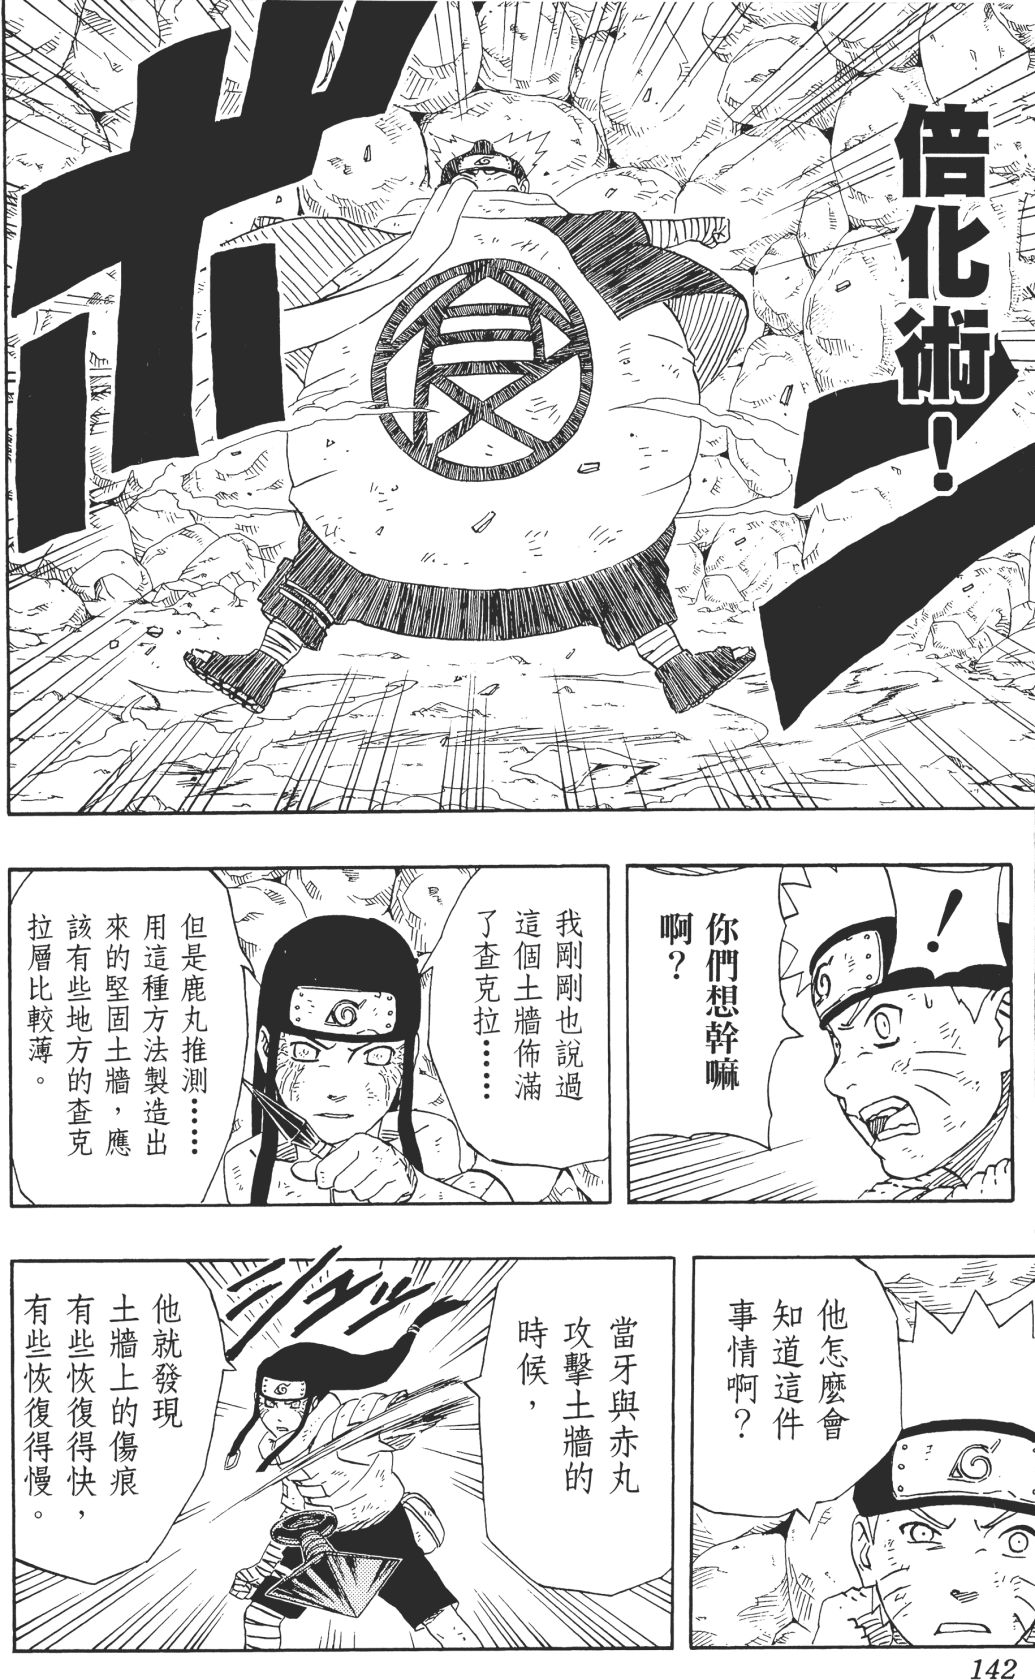 倍化術！
ボンッ
！
你們想幹嘛
啊？
我剛剛也說過
這個土牆佈滿
了查克拉……
但是鹿丸推測……
用這種方法製造出
來的堅固土牆，應
該有些地方的查克
拉層比較薄。
他怎麼會
知道這件
事情啊？
當牙與赤丸
攻擊土牆的
時候，
シュッ
他就發現
土牆上的傷痕
有些恢復得快，
有些恢復得慢。
142